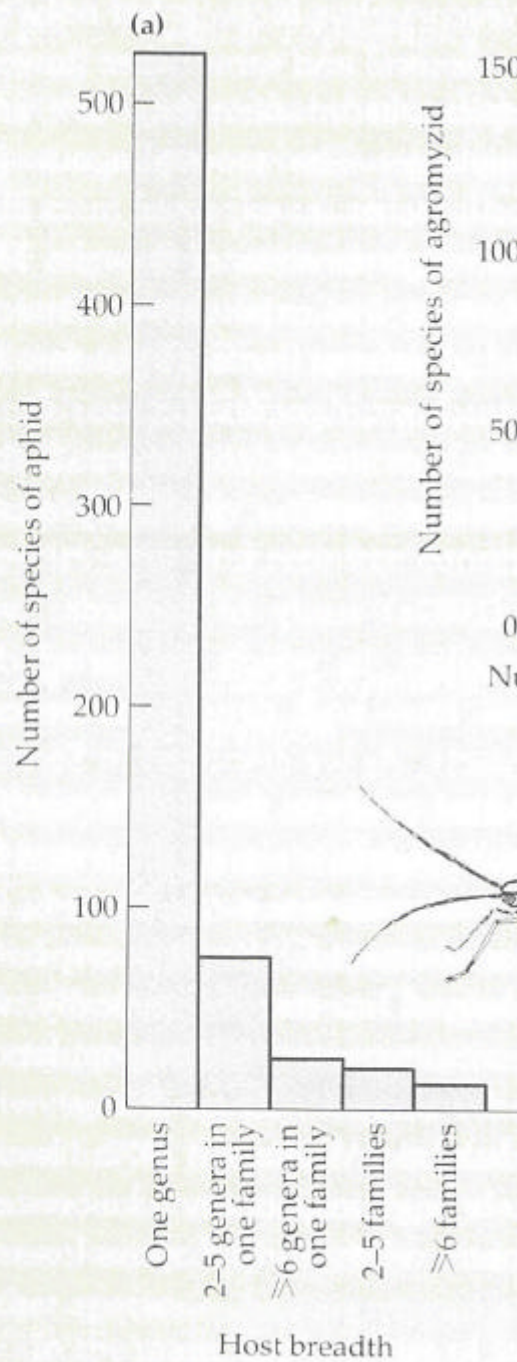 (a)
500
400
300
200
100
0
Number of species of aphid
One genus
2–5 genera in
one family
⩾6 genera in
one family
2–5 families
⩾6 families
Host breadth
150
100
50
0
Number of species of agromyzid
Nu